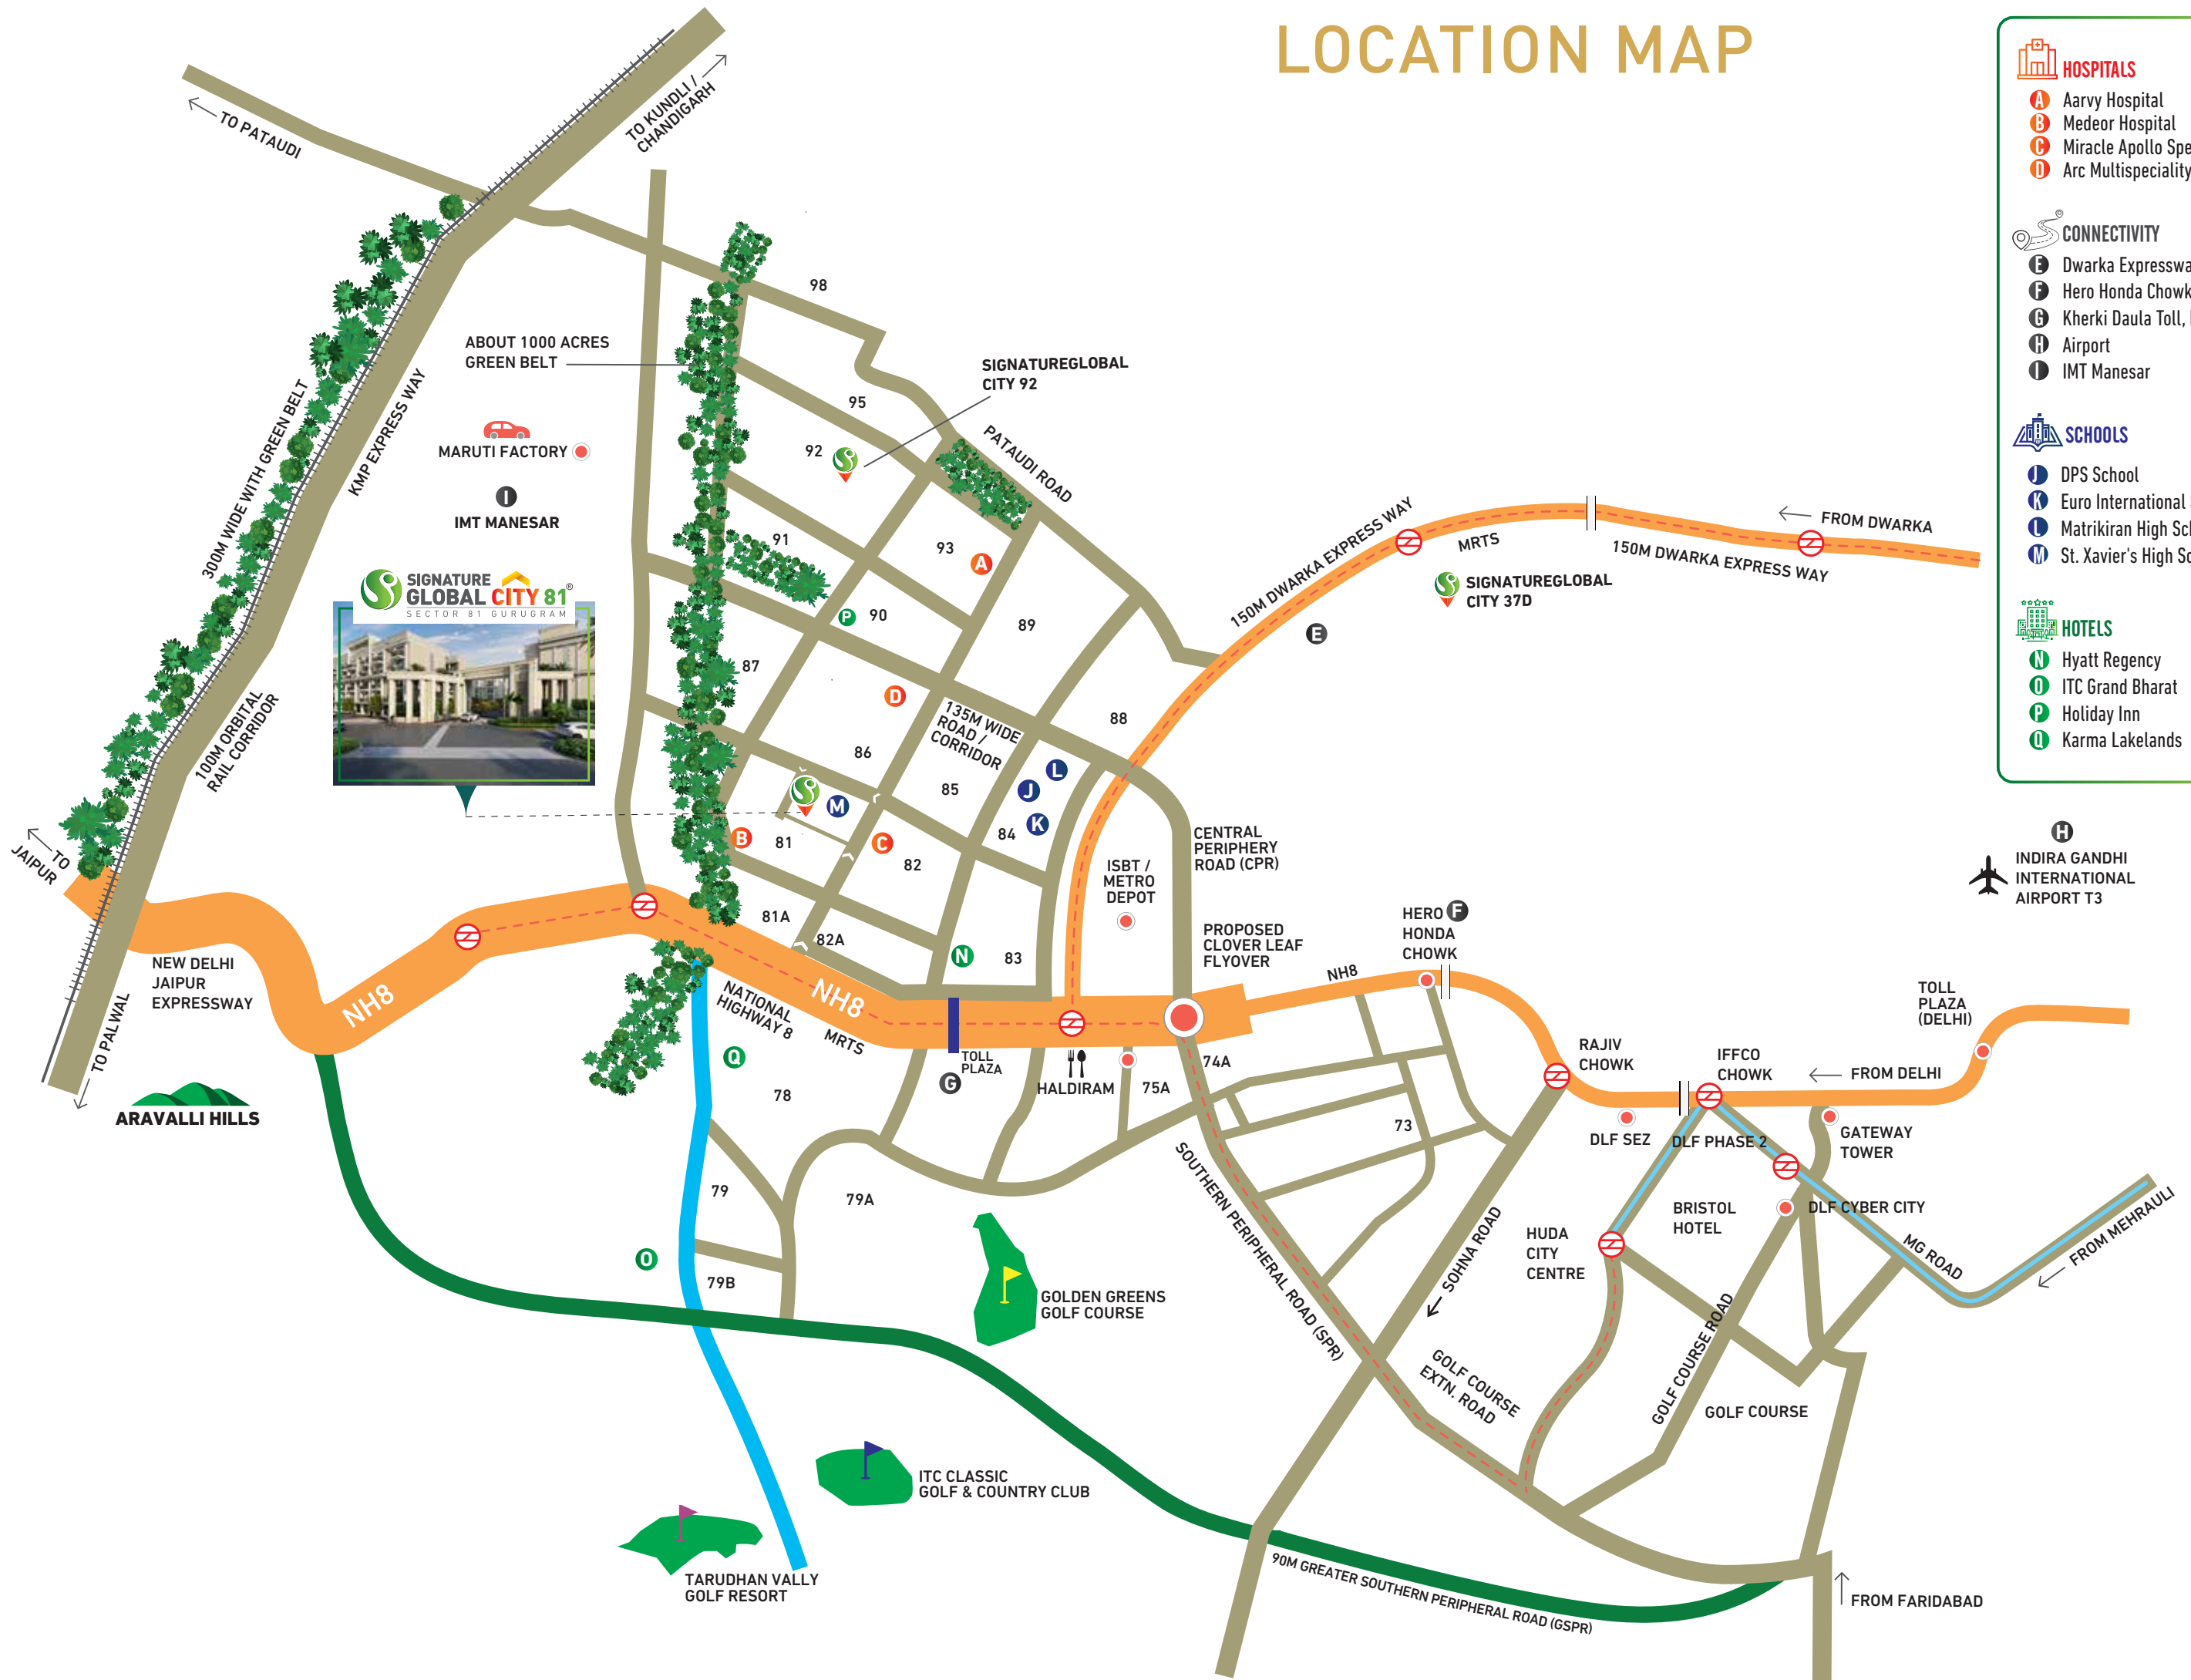 LOCATION MAP
HOSPITALS
A Aarvy Hospital
B Medeor Hospital
C Miracle Apollo
D Arc Multispeciality
CONNECTIVITY
E Dwarka
F Hero Honda Chowk
G Kherki Daula Toll,
H Airport
I IMT Manesar
SCHOOLS
J DPS School
K Euro International
L Matrikiran High
M St. Xavier's High
HOTELS
N Hyatt Regency
O ITC Grand Bharat
P Holiday Inn
Q Karma Lakelands
TO PATAUDI
TO KUNDLI /
CHANDIGARH
98
ABOUT 1000 ACRES
GREEN BELT
SIGNATUREGLOBAL
CITY 92
95
92
PATAUDI ROAD
300M WIDE WITH GREEN BELT
KMP EXPRESS WAY
MARUTI FACTORY
I
IMT MANESAR
91
93
A
150M DWARKA EXPRESS WAY
MRTS
FROM DWARKA
150M DWARKA EXPRESS WAY
SIGNATUREGLOBAL
CITY 37D
E
SIGNATURE
GLOBAL CITY 81®
SECTOR 81 GURUGRAM
P
90
89
87
D
88
135M WIDE
ROAD /
CORRIDOR
86
85
L
J
K
84
M
B
81
C
82
100M ORBITAL
RAIL CORRIDOR
TO
JAIPUR
CENTRAL
PERIPHERY
ROAD (CPR)
ISBT /
METRO
DEPOT
H
INDIRA GANDHI
INTERNATIONAL
AIRPORT T3
81A
82A
N
83
PROPOSED
CLOVER LEAF
FLYOVER
HERO F
HONDA
CHOWK
NH8
NEW DELHI
JAIPUR
EXPRESSWAY
NH8
NATIONAL
HIGHWAY 8
NH8
MRTS
TOLL
PLAZA
G
HALDIRAM
74A
75A
73
RAJIV
CHOWK
IFFCO
CHOWK
TOLL
PLAZA
(DELHI)
FROM DELHI
DLF SEZ
DLF PHASE 2
GATEWAY
TOWER
TO PALWAL
ARAVALLI HILLS
Q
78
79
79A
79B
O
SOUTHERN PERIPHERAL ROAD (SPR)
SOHNA ROAD
HUDA
CITY
CENTRE
BRISTOL
HOTEL
DLF CYBER CITY
MG ROAD
FROM MEHRAULI
GOLDEN GREENS
GOLF COURSE
GOLF COURSE
EXTN. ROAD
GOLF COURSE ROAD
GOLF COURSE
ITC CLASSIC
GOLF & COUNTRY CLUB
TARUDHAN VALLY
GOLF RESORT
90M GREATER SOUTHERN PERIPHERAL ROAD (GSPR)
FROM FARIDABAD